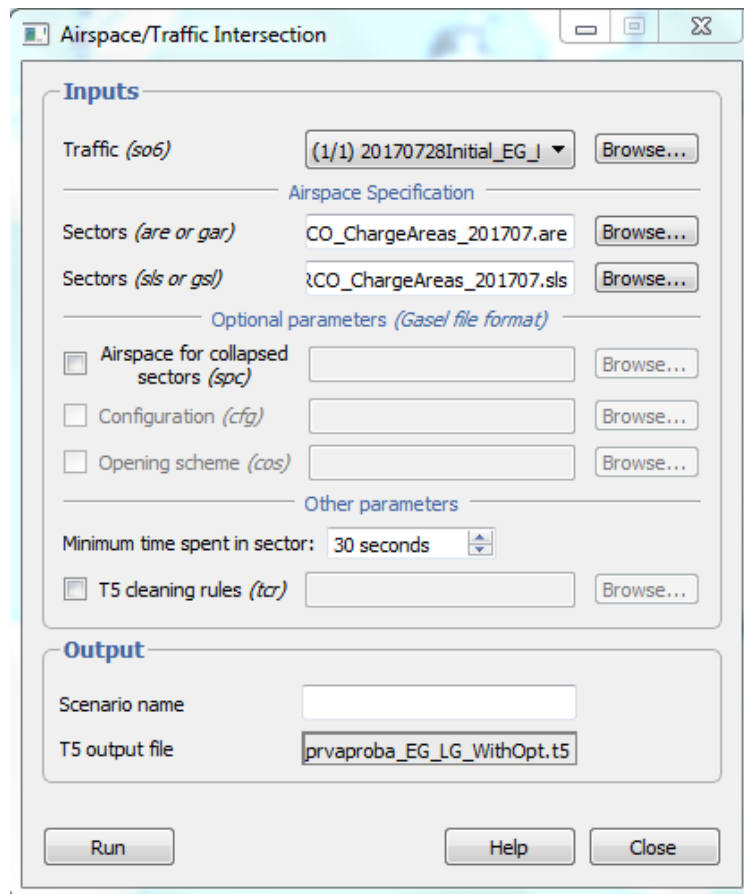 Airspace/Traffic Intersection
Inputs
Traffic (so6) (1/1) 20170728Initial_EG_ Browse...
Airspace Specification
Sectors (are or gar) CO_ChargeAreas_201707.are Browse...
Sectors (sls or gsl) RCO_ChargeAreas_201707.sls Browse...
Optional parameters (Gasel file format)
Airspace for collapsed
sectors (spc) Browse...
Configuration (cfg) Browse...
Opening scheme (cos) Browse...
Other parameters
Minimum time spent in sector: 30 seconds
T5 cleaning rules (tcr) Browse...
Output
Scenario name
T5 output file prvaproba_EG_LG_WithOpt.t5
Run Help Close